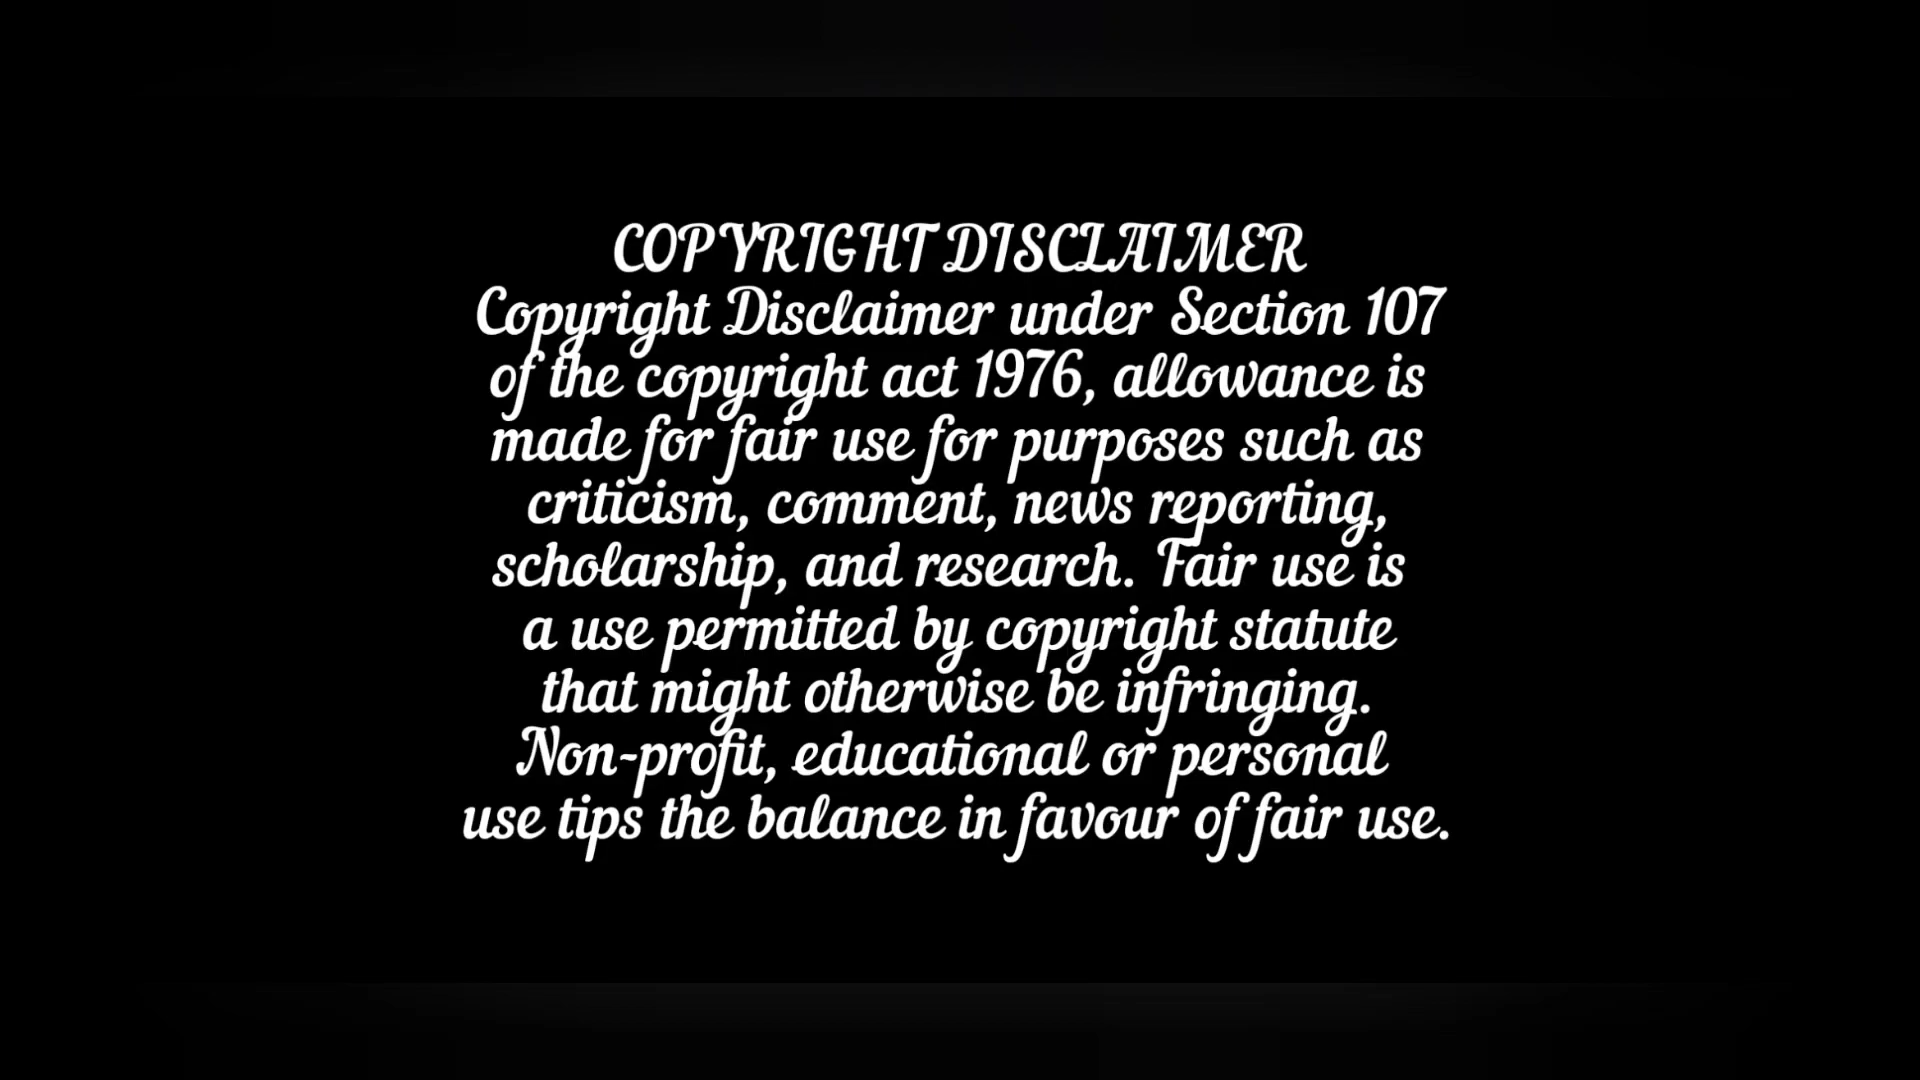 COPYRIGHT DISCLAIMER
Copyright Disclaimer under Section 107
of the copyright act 1976, allowance is
made for fair use for purposes such as
criticism, comment, news reporting,
scholarship, and research. Fair use is
a use permitted by copyright statute
that might otherwise be infringing.
Non-profit, educational or personal
use tips the balance in favour of fair use.